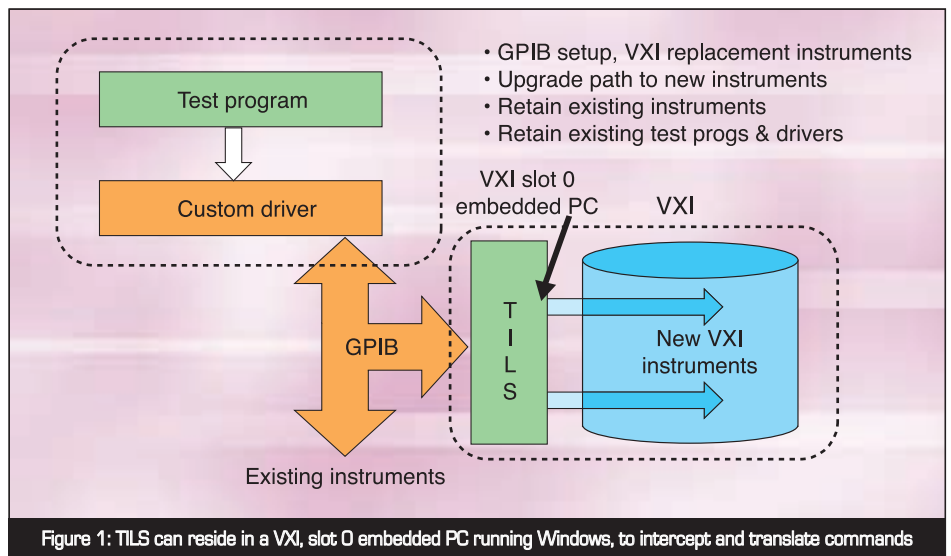 Test program
Custom driver
• GPIB setup, VXI replacement instruments
• Upgrade path to new instruments
• Retain existing instruments
• Retain existing test progs & drivers
VXI slot 0
embedded PC
VXI
GPIB
T
I
L
S
New VXI
instruments
Existing instruments
Figure 1: TILS can reside in a VXI, slot 0 embedded PC running Windows, to intercept and translate commands